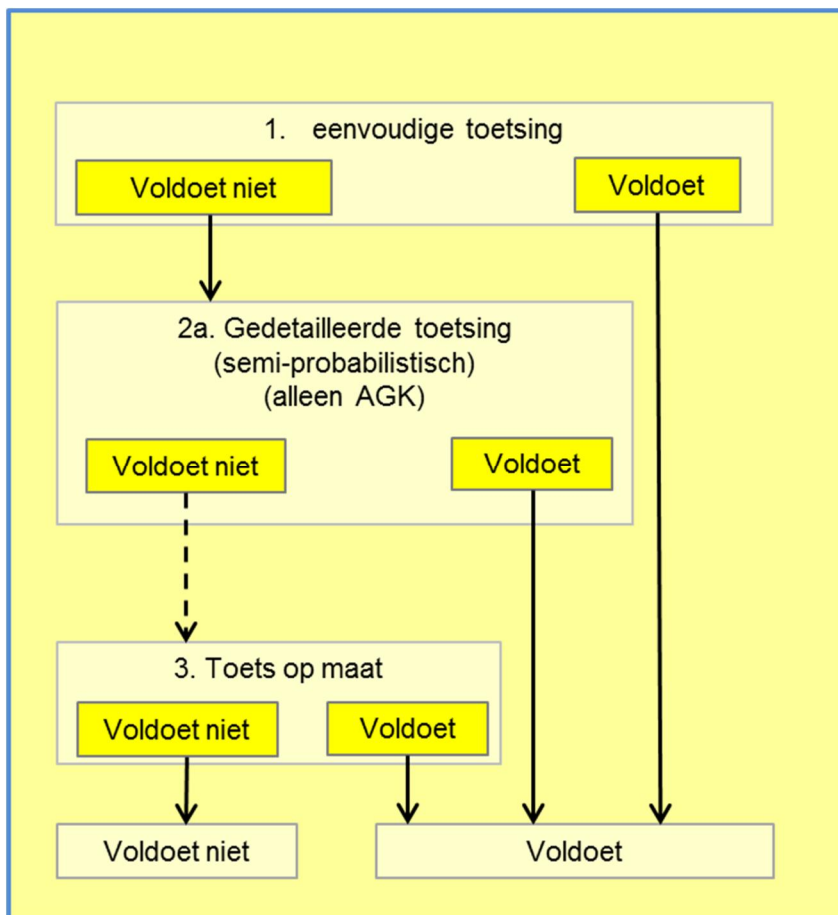 1. eenvoudige toetsing
Voldoet niet
Voldoet
2a. Gedetailleerde toetsing
(semi-probabilistisch)
(alleen AGK)
Voldoet niet
Voldoet
3. Toets op maat
Voldoet niet
Voldoet
Voldoet niet
Voldoet